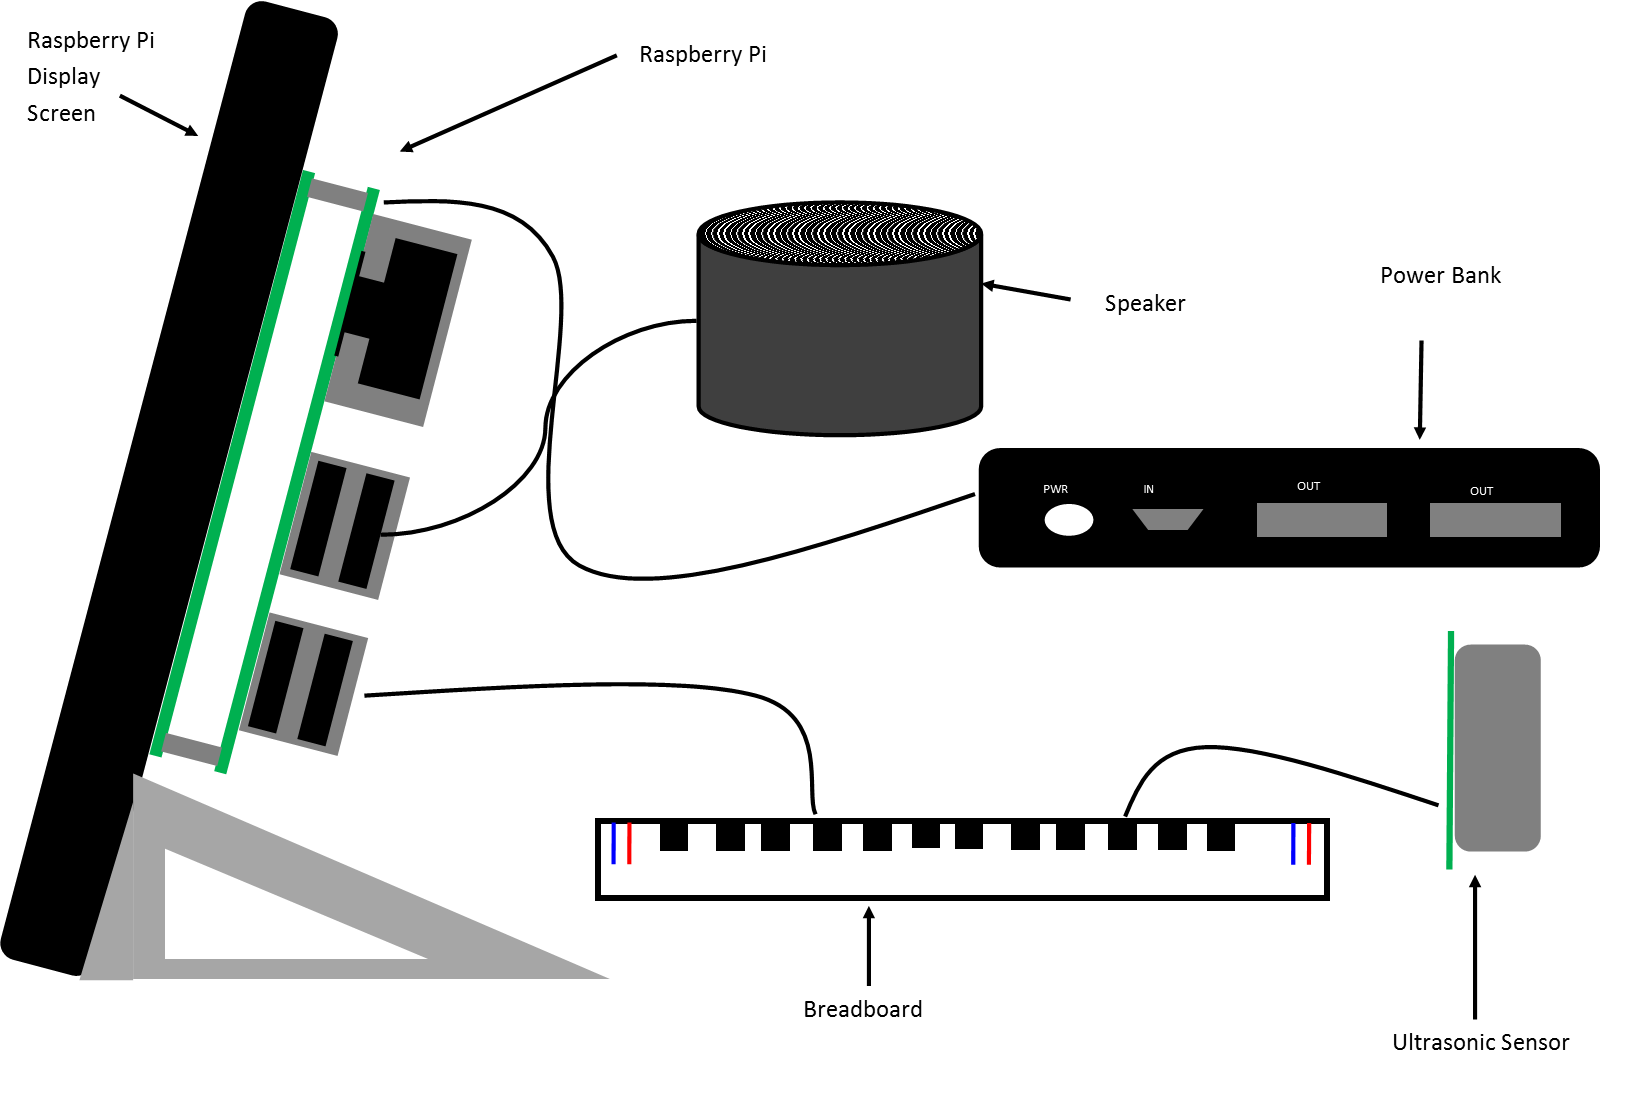 Raspberry Pi
Display
Screen
Raspberry Pi
Speaker
Power Bank
PWR
IN
OUT
OUT
Breadboard
Ultrasonic Sensor